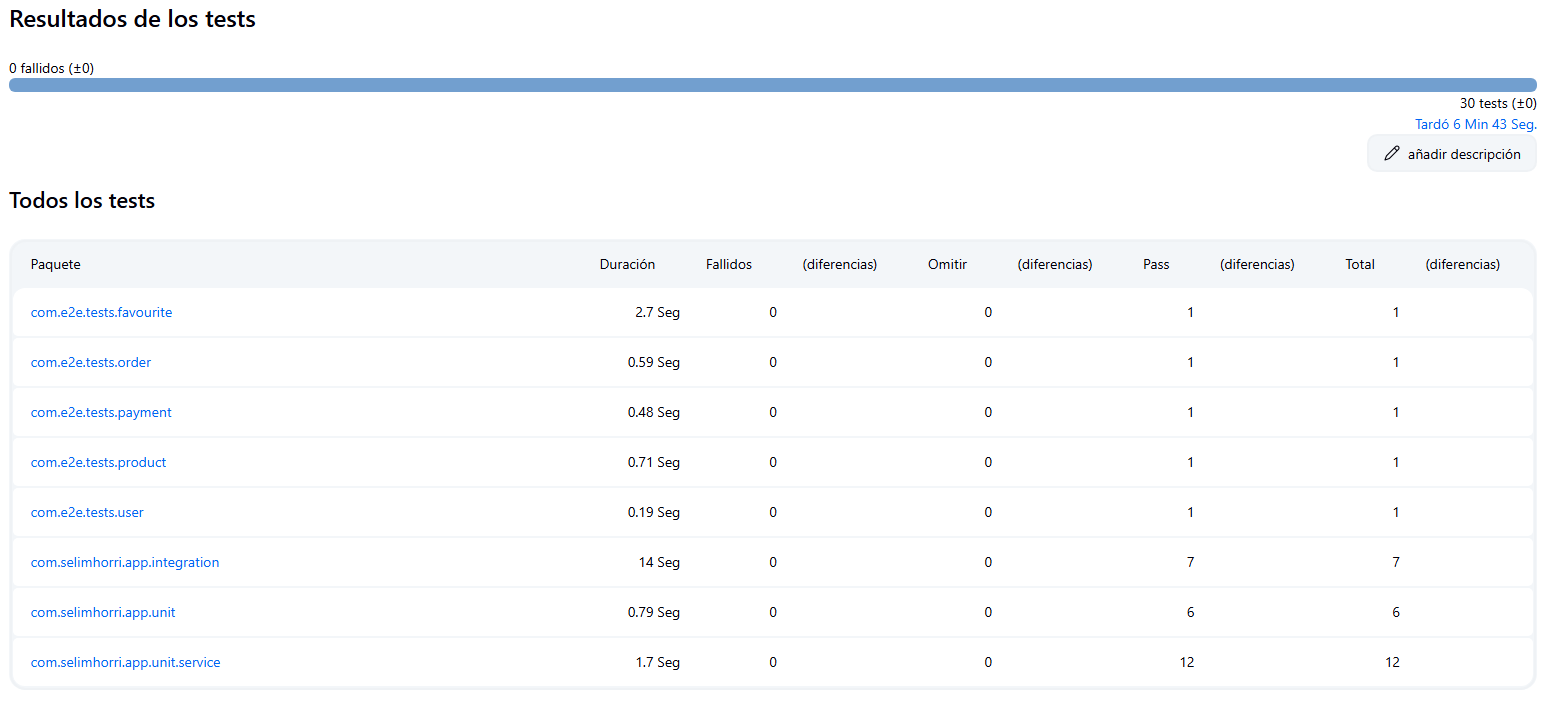 Resultados de los tests
0 fallidos (±0)
30 tests (±0)
Tardó 6 Min 43 Seg.
añadir descripción
Todos los tests
Paquete Duración Fallidos (diferencias) Omitir (diferencias) Pass (diferencias) Total (diferencias)
com.e2e.tests.favourite 2.7 Seg 0 0 1 1
com.e2e.tests.order 0.59 Seg 0 0 1 1
com.e2e.tests.payment 0.48 Seg 0 0 1 1
com.e2e.tests.product 0.71 Seg 0 0 1 1
com.e2e.tests.user 0.19 Seg 0 0 1 1
com.selimhorri.app.integration 14 Seg 0 0 7 7
com.selimhorri.app.unit 0.79 Seg 0 0 6 6
com.selimhorri.app.unit.service 1.7 Seg 0 0 12 12